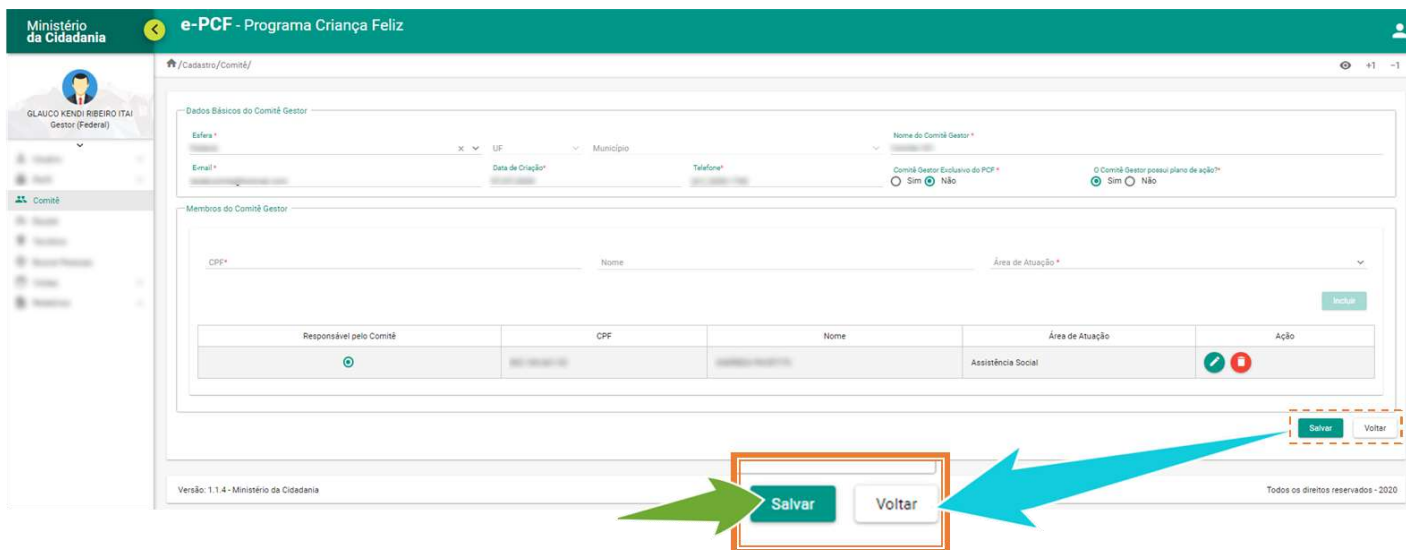 Ministério
da Cidadania
e-PCF - Programa Criança Feliz
/Cadastro/Comitê/
+1 -1
GLAUCO KENDI RIBEIRO ITAI
Gestor (Federal)
Comitê
Dados Básicos do Comitê Gestor
Esfera *
UF
Município
Nome do Comitê Gestor *
E-mail *
Data de Criação*
Telefone*
Comitê Gestor Exclusivo do PCF *
Sim Não
O Comitê Gestor possui plano de ação?*
Sim Não
Membros do Comitê Gestor
CPF*
Nome
Área de Atuação *
Incluir
Responsável pelo Comitê CPF Nome Área de Atuação Ação
Assistência Social
Salvar Voltar
Salvar Voltar
Versão: 1.1.4 - Ministério da Cidadania
Todos os direitos reservados - 2020